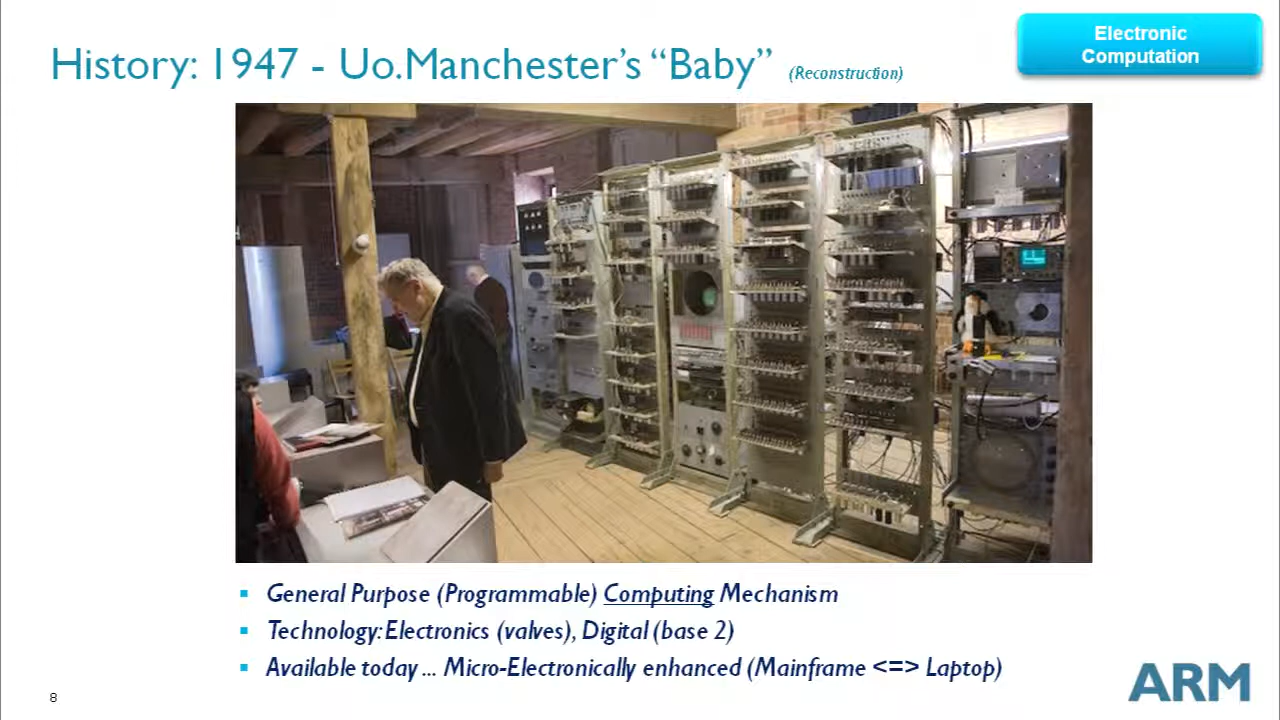 History: 1947 - Uo.Manchester's “Baby” (Reconstruction)
Electronic
Computation
▪ General Purpose (Programmable) Computing Mechanism
▪ Technology: Electronics (valves), Digital (base 2)
▪ Available today ... Micro-Electronically enhanced (Mainframe <=> Laptop)
8
ARM